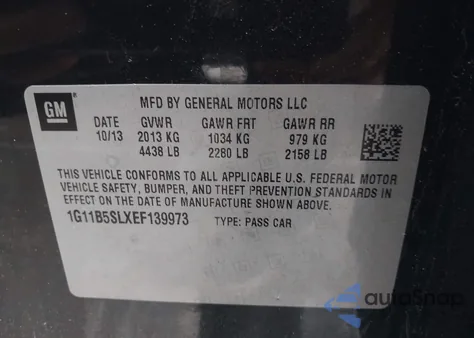 GM
MFD BY GENERAL MOTORS LLC
DATE GVWR GAWR FRT GAWR RR
10/13 2013 KG 1034 KG 979 KG
4438 LB 2280 LB 2158 LB
THIS VEHICLE CONFORMS TO ALL APPLICABLE U.S. FEDERAL MOTOR
VEHICLE SAFETY, BUMPER, AND THEFT PREVENTION STANDARDS IN
EFFECT ON THE DATE OF MANUFACTURE SHOWN ABOVE.
1G11B5SLXEF139973 TYPE: PASS CAR
autoSnap